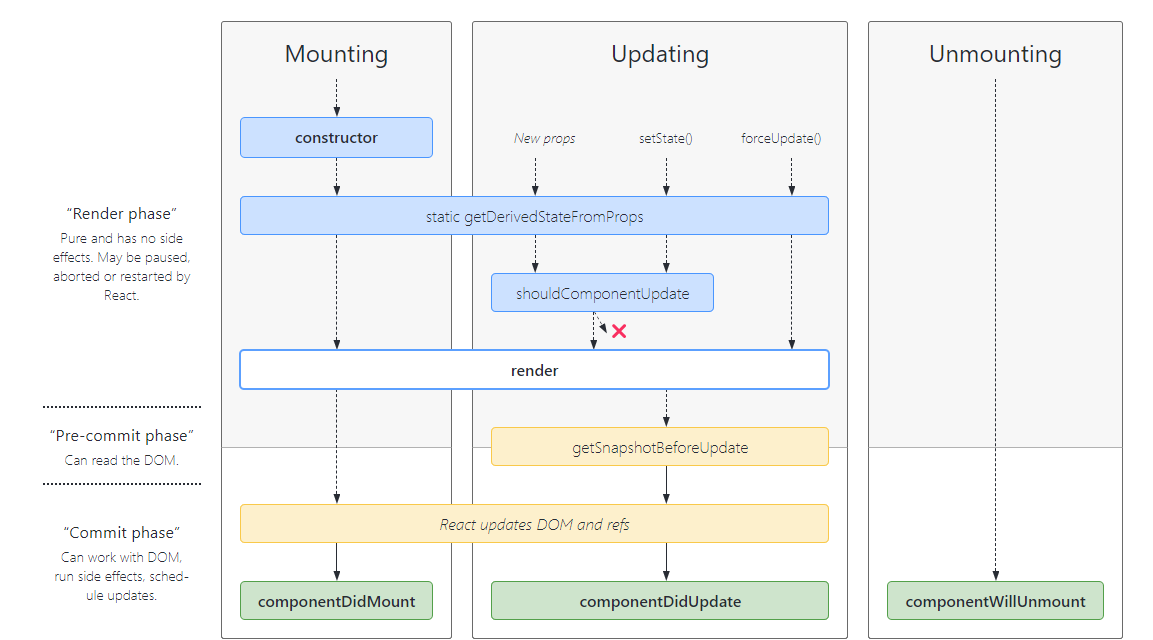 Mounting
Updating
Unmounting
constructor
New props
setState()
forceUpdate()
“Render phase”
Pure and has no side
effects. May be paused,
aborted or restarted by
React.
static getDerivedStateFromProps
shouldComponentUpdate
render
“Pre-commit phase”
Can read the DOM.
getSnapshotBeforeUpdate
“Commit phase”
Can work with DOM,
run side effects, sched-
ule updates.
React updates DOM and refs
componentDidMount
componentDidUpdate
componentWillUnmount